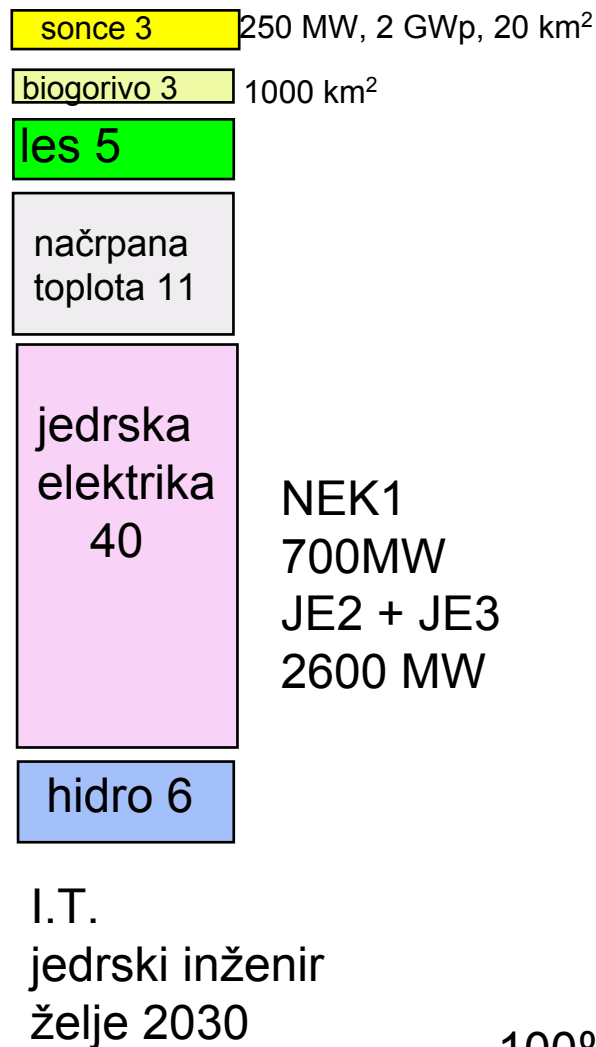 sonce 3 250 MW, 2 GWp, 20 km²
biogorivo 3 1000 km²
les 5
načrpana
toplota 11
jedrska
elektrika
40
NEK1
700MW
JE2 + JE3
2600 MW
hidro 6
I.T.
jedrski inženir
želje 2030